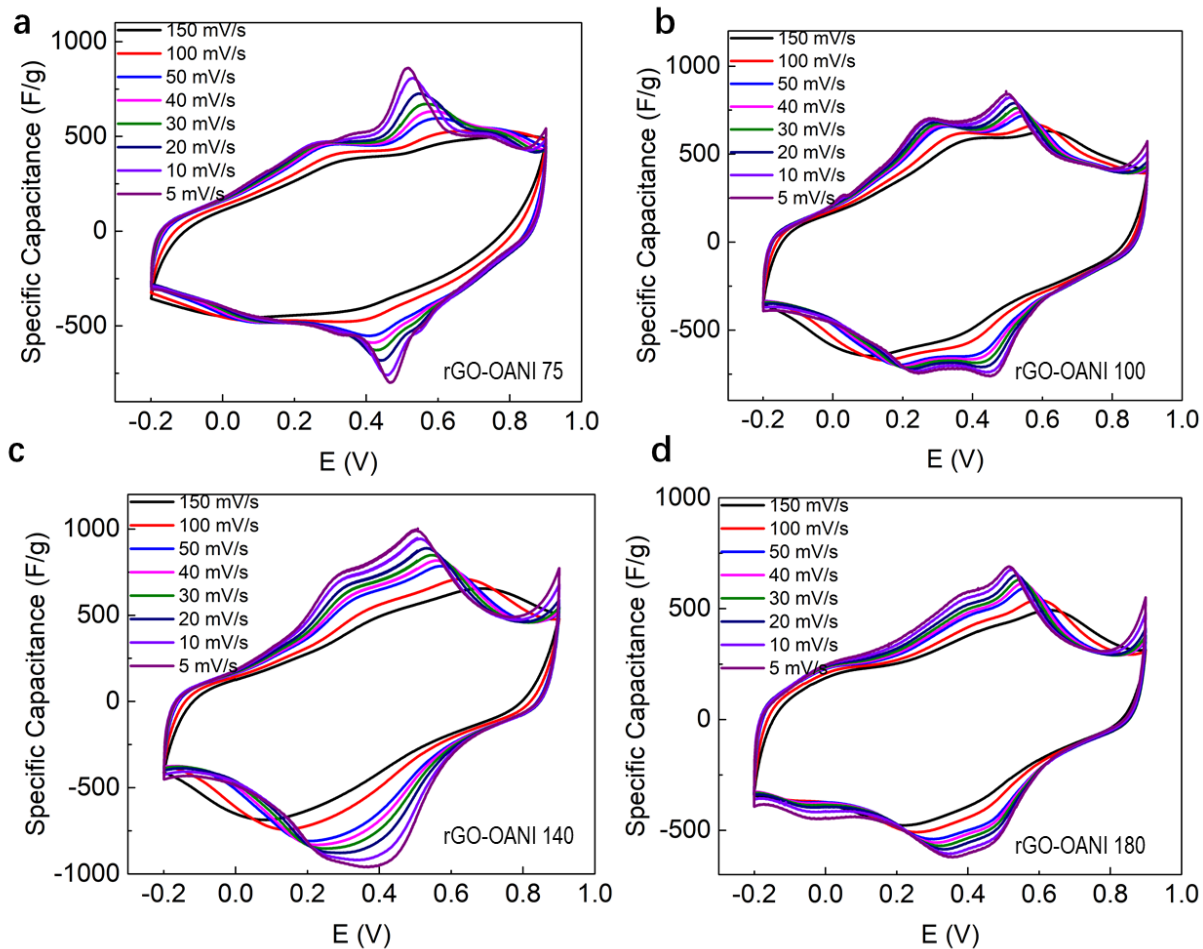 a
1000
500
0
-500
Specific Capacitance (F/g)
150 mV/s
100 mV/s
50 mV/s
40 mV/s
30 mV/s
20 mV/s
10 mV/s
5 mV/s
rGO-OANI 75
-0.2 0.0 0.2 0.4 0.6 0.8 1.0
E (V)
b
1000
500
0
-500
Specific Capacitance (F/g)
150 mV/s
100 mV/s
50 mV/s
40 mV/s
30 mV/s
20 mV/s
10 mV/s
5 mV/s
rGO-OANI 100
-0.2 0.0 0.2 0.4 0.6 0.8 1.0
E (V)
c
1000
500
0
-500
-1000
Specific Capacitance (F/g)
150 mV/s
100 mV/s
50 mV/s
40 mV/s
30 mV/s
20 mV/s
10 mV/s
5 mV/s
rGO-OANI 140
-0.2 0.0 0.2 0.4 0.6 0.8 1.0
E (V)
d
1000
500
0
-500
Specific Capacitance (F/g)
150 mV/s
100 mV/s
50 mV/s
40 mV/s
30 mV/s
20 mV/s
10 mV/s
5 mV/s
rGO-OANI 180
-0.2 0.0 0.2 0.4 0.6 0.8 1.0
E (V)